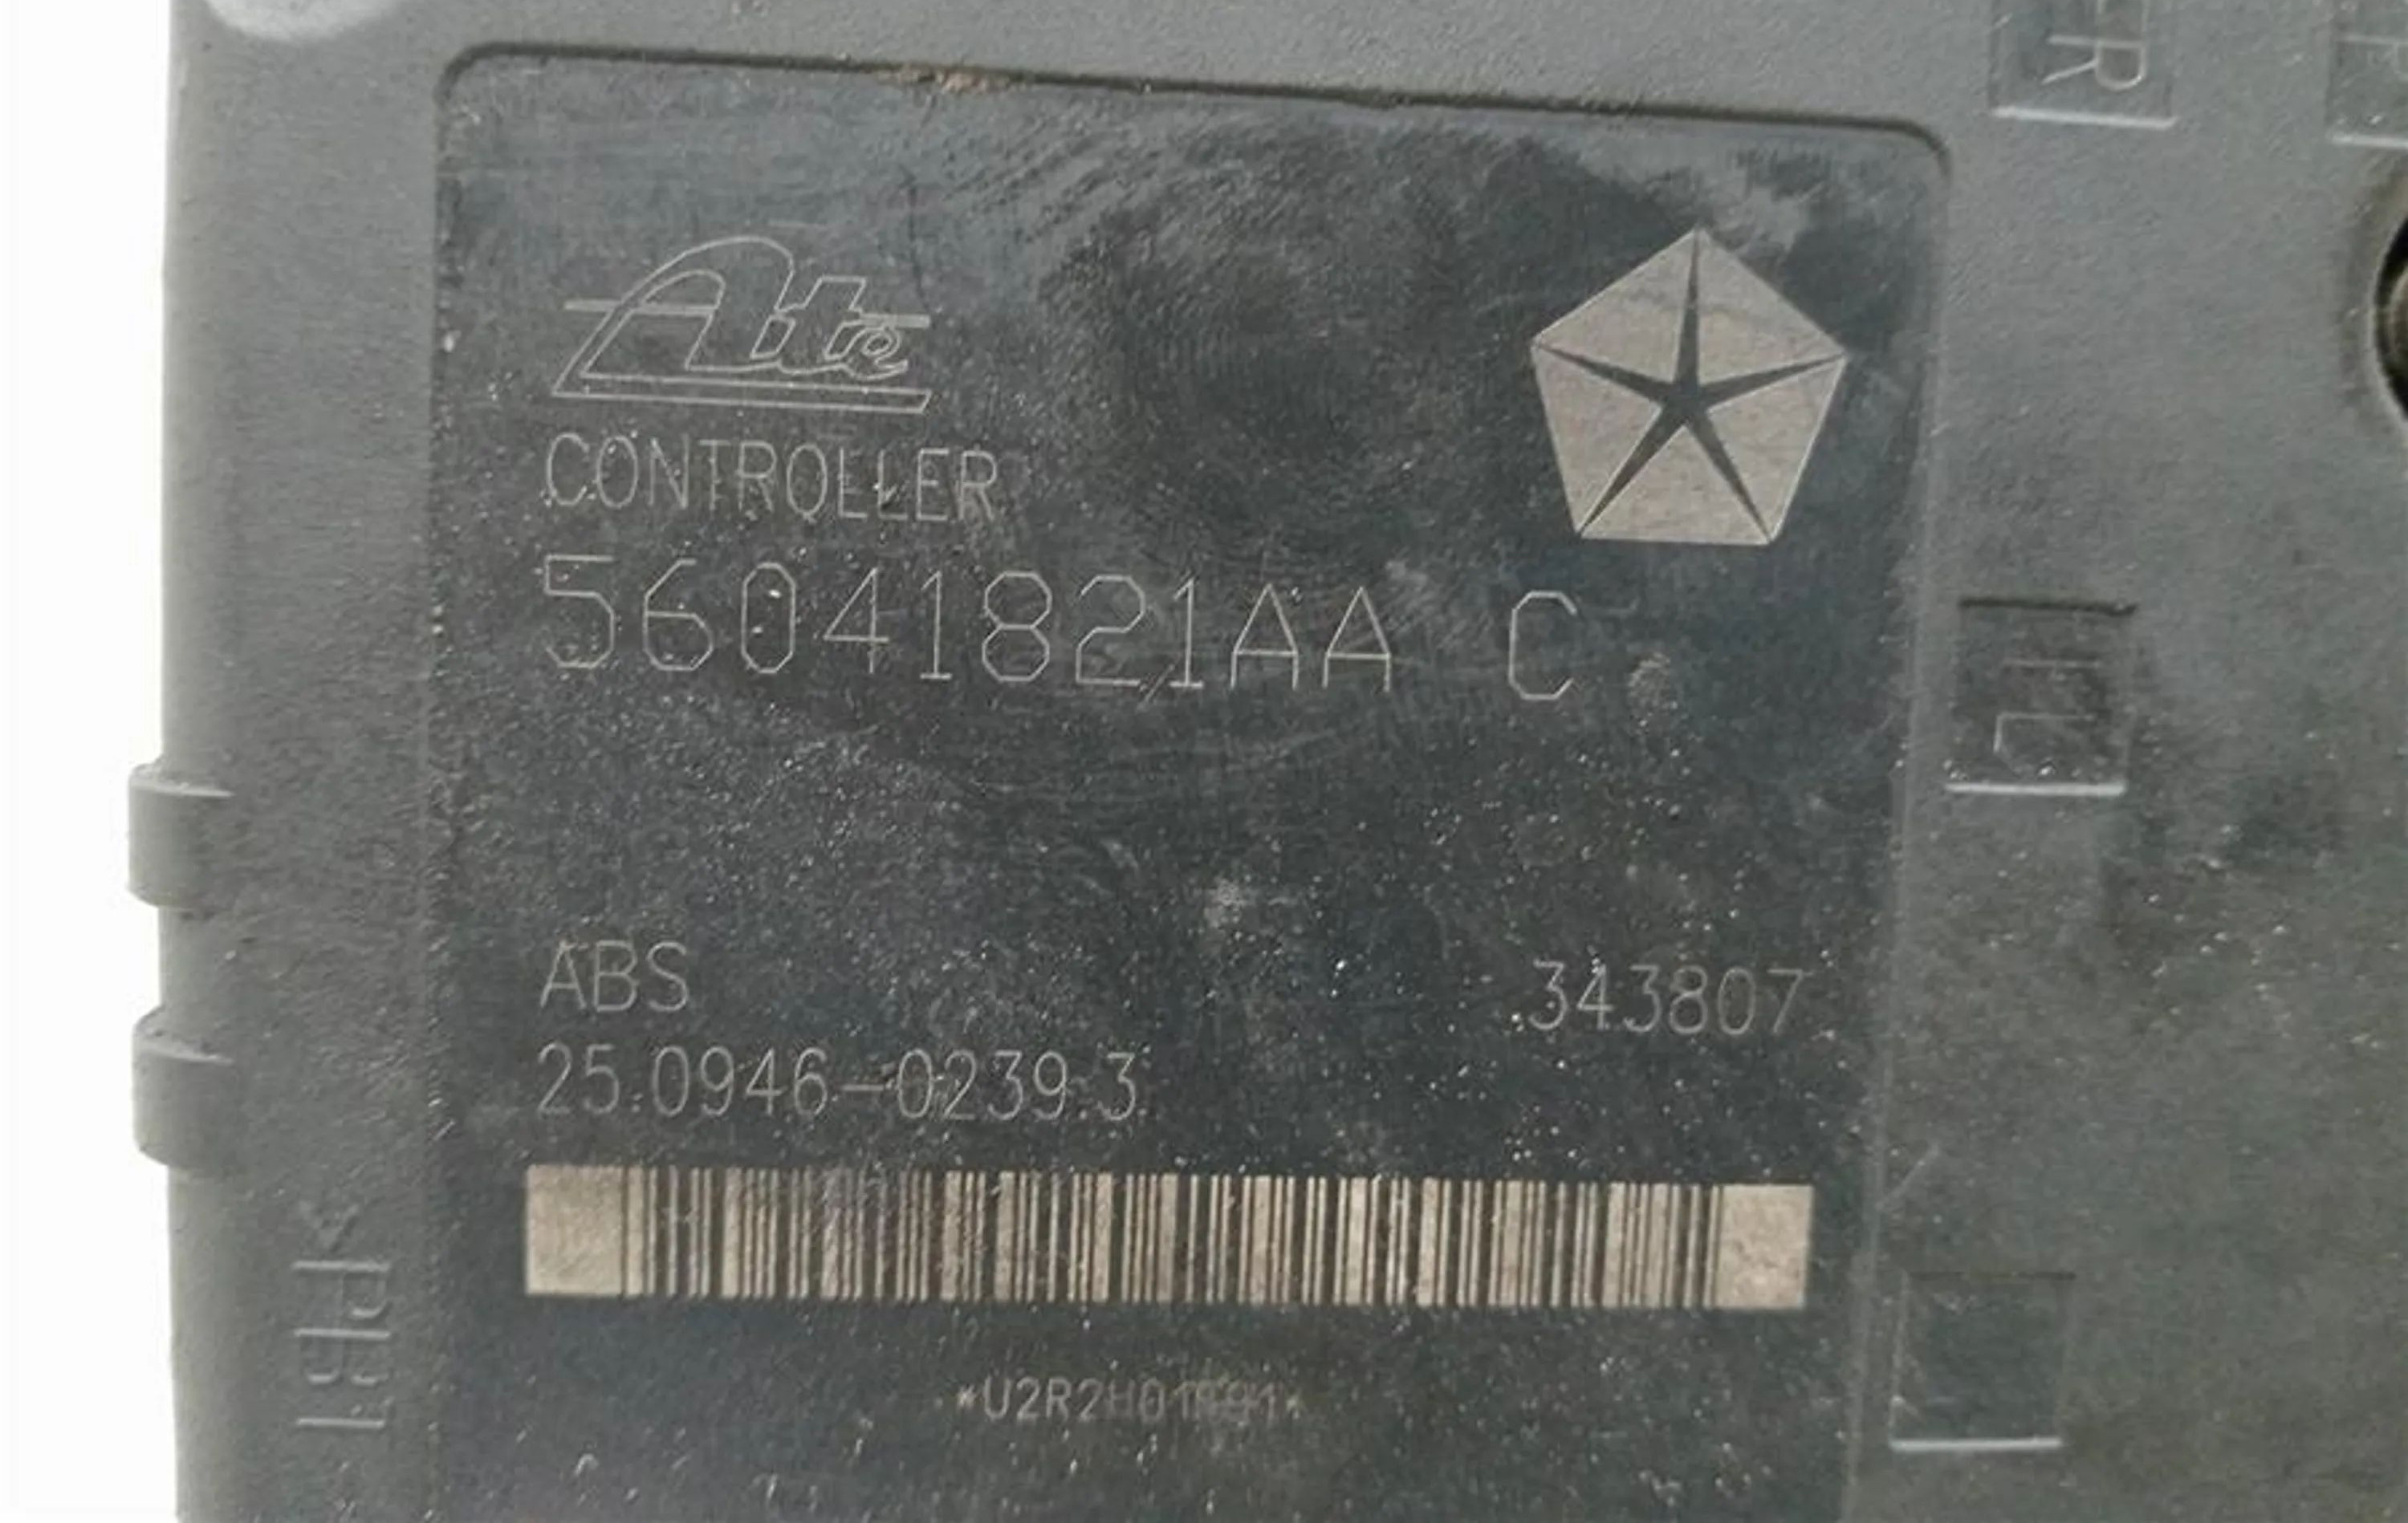 Ate
CONTROLLER
56041821AA C
ABS
343807
25.0946-0239.3